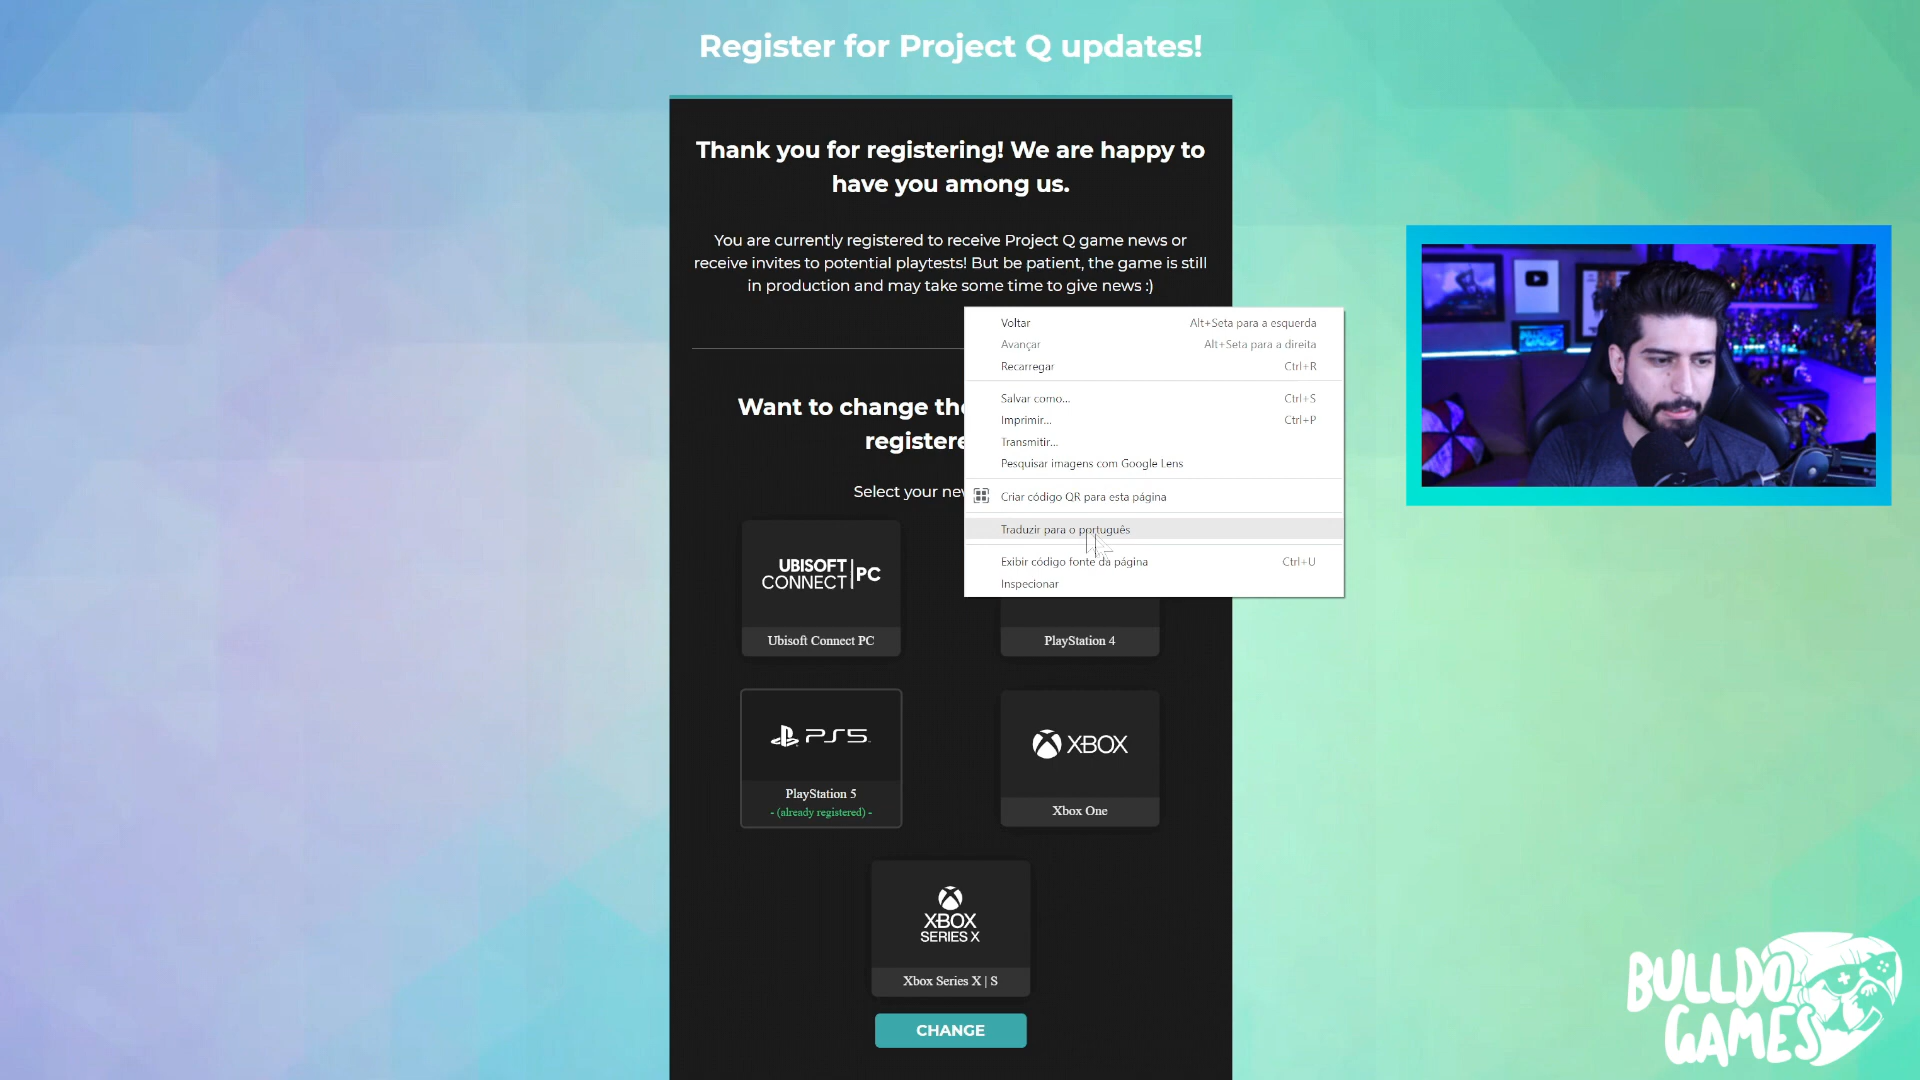 Register for Project Q updates!
Thank you for registering! We are happy to
have you among us.
You are currently registered to receive Project Q game news or
receive invites to potential playtests! But be patient, the game is still
in production and may take some time to give news :)
Voltar Alt+Seta para a esquerda
Avançar Alt+Seta para a direita
Recarregar Ctrl+R
Salvar como... Ctrl+S
Imprimir... Ctrl+P
Transmitir...
Pesquisar imagens com Google Lens
Criar código QR para esta página
Traduzir para o português
Exibir código fonte da página Ctrl+U
Inspecionar
Want to change the
registere
Select your nev
UBISOFT
CONNECT PC
Ubisoft Connect PC
PlayStation 4
PS5
PlayStation 5
- (already registered) -
XBOX
Xbox One
XBOX
SERIES X
Xbox Series X | S
CHANGE
BULLDOG
GAMES